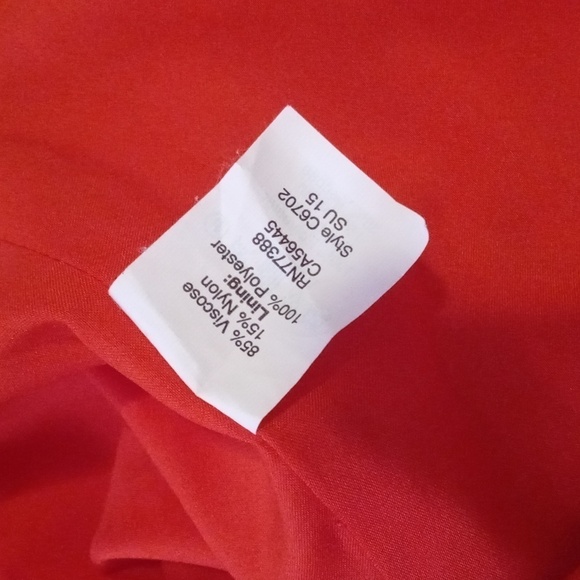 85% Viscose
15% Nylon
Lining:
100% Polyester
RN77388
CA56445
Style C6702
SU 15